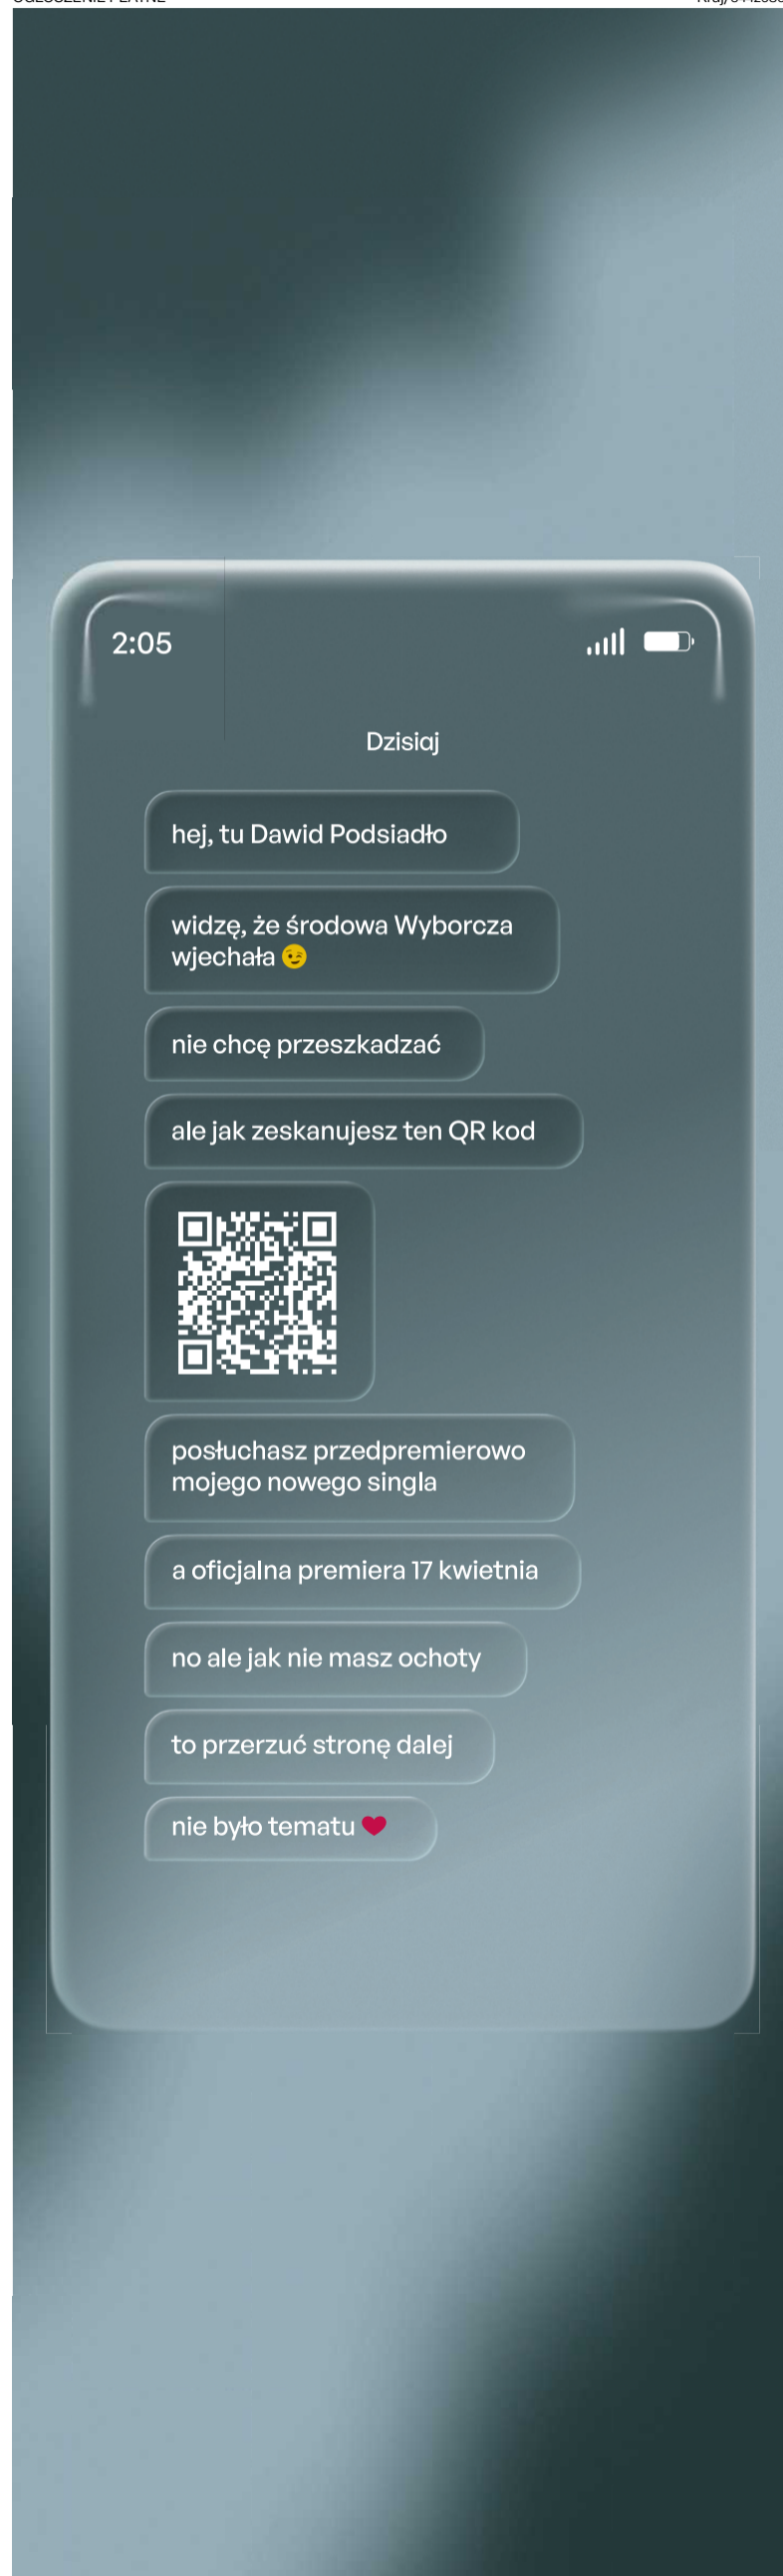 OGŁOSZENIE PŁATNE
2:05
Dzisiaj
hej, tu Dawid Podsiadło
widzę, że środowa Wyborcza
wjechała 😉
nie chcę przeszkadzać
ale jak zeskanujesz ten QR kod
posłuchasz przedpremierowo
mojego nowego singla
a oficjalna premiera 17 kwietnia
no ale jak nie masz ochoty
to przerzuć stronę dalej
nie było tematu ❤️